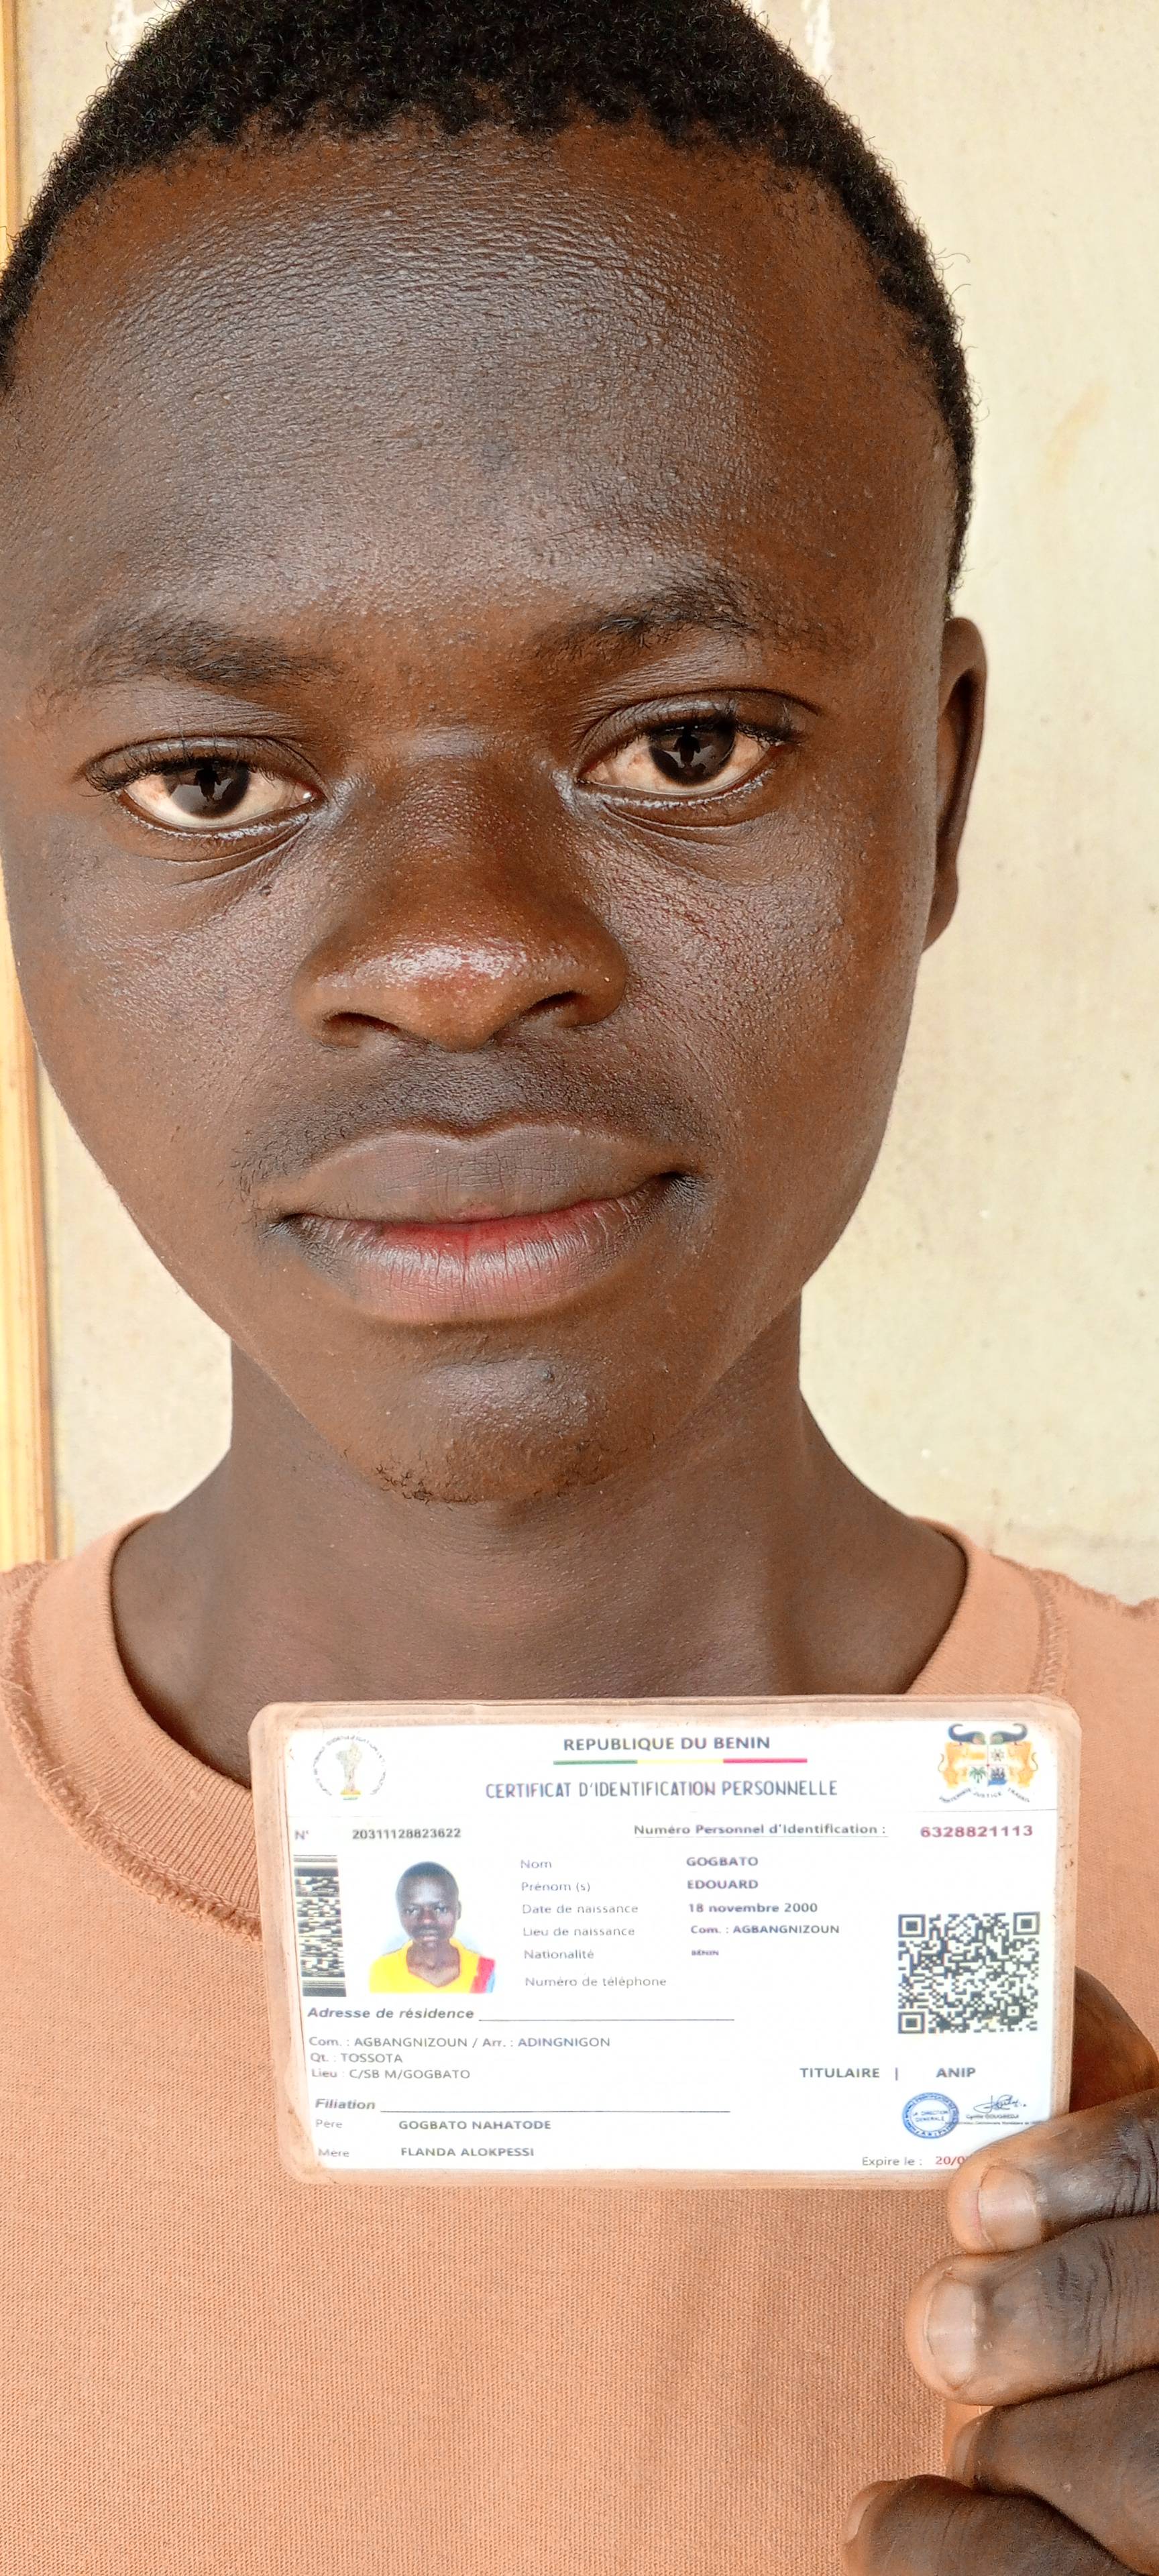 REPUBLIQUE DU BENIN
CERTIFICAT D'IDENTIFICATION PERSONNELLE
N° 20311128823622 Numéro Personnel d'Identification : 6328821113
Nom GOGBATO
Prénom (s) EDOUARD
Date de naissance 18 novembre 2000
Lieu de naissance Com. : AGBANGNIZOUN
Nationalité BENIN
Numéro de téléphone
Adresse de résidence
Com. : AGBANGNIZOUN / Arr. : ADINGNIGON
Qt. : TOSSOTA
Lieu : C/SB M/GOGBATO
TITULAIRE | ANIP
Filiation
Père GOGBATO NAHATODE
Mère FLANDA ALOKPESSI
Expire le : 20/0